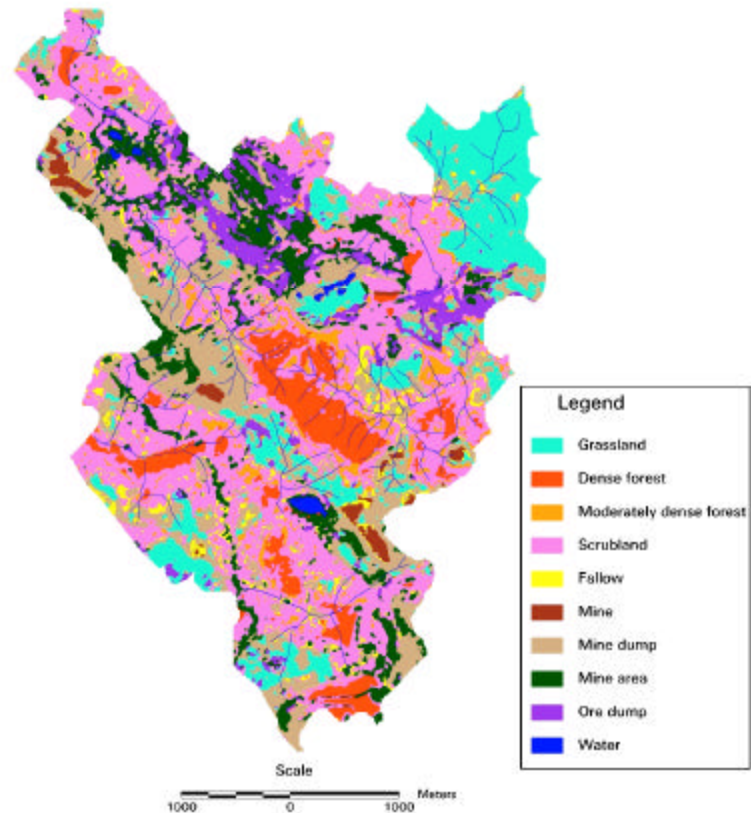 Legend
Grassland
Dense forest
Moderately dense forest
Scrubland
Fallow
Mine
Mine dump
Mine area
Ore dump
Water
Scale
Meters
1000 0 1000